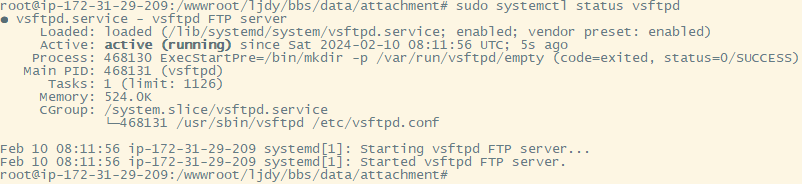 root@ip-172-31-29-209:/wwwroot/ljdy/bbs/data/attachment# sudo systemctl status vsftpd
● vsftpd.service - vsftpd FTP server
Loaded: loaded (/lib/systemd/system/vsftpd.service; enabled; vendor preset: enabled)
Active: active (running) since Sat 2024-02-10 08:11:56 UTC; 5s ago
Process: 468130 ExecStartPre=/bin/mkdir -p /var/run/vsftpd/empty (code=exited, status=0/SUCCESS)
Main PID: 468131 (vsftpd)
Tasks: 1 (limit: 1126)
Memory: 524.0K
CGroup: /system.slice/vsftpd.service
└─468131 /usr/sbin/vsftpd /etc/vsftpd.conf
Feb 10 08:11:56 ip-172-31-29-209 systemd[1]: Starting vsftpd FTP server...
Feb 10 08:11:56 ip-172-31-29-209 systemd[1]: Started vsftpd FTP server.
root@ip-172-31-29-209:/wwwroot/ljdy/bbs/data/attachment#